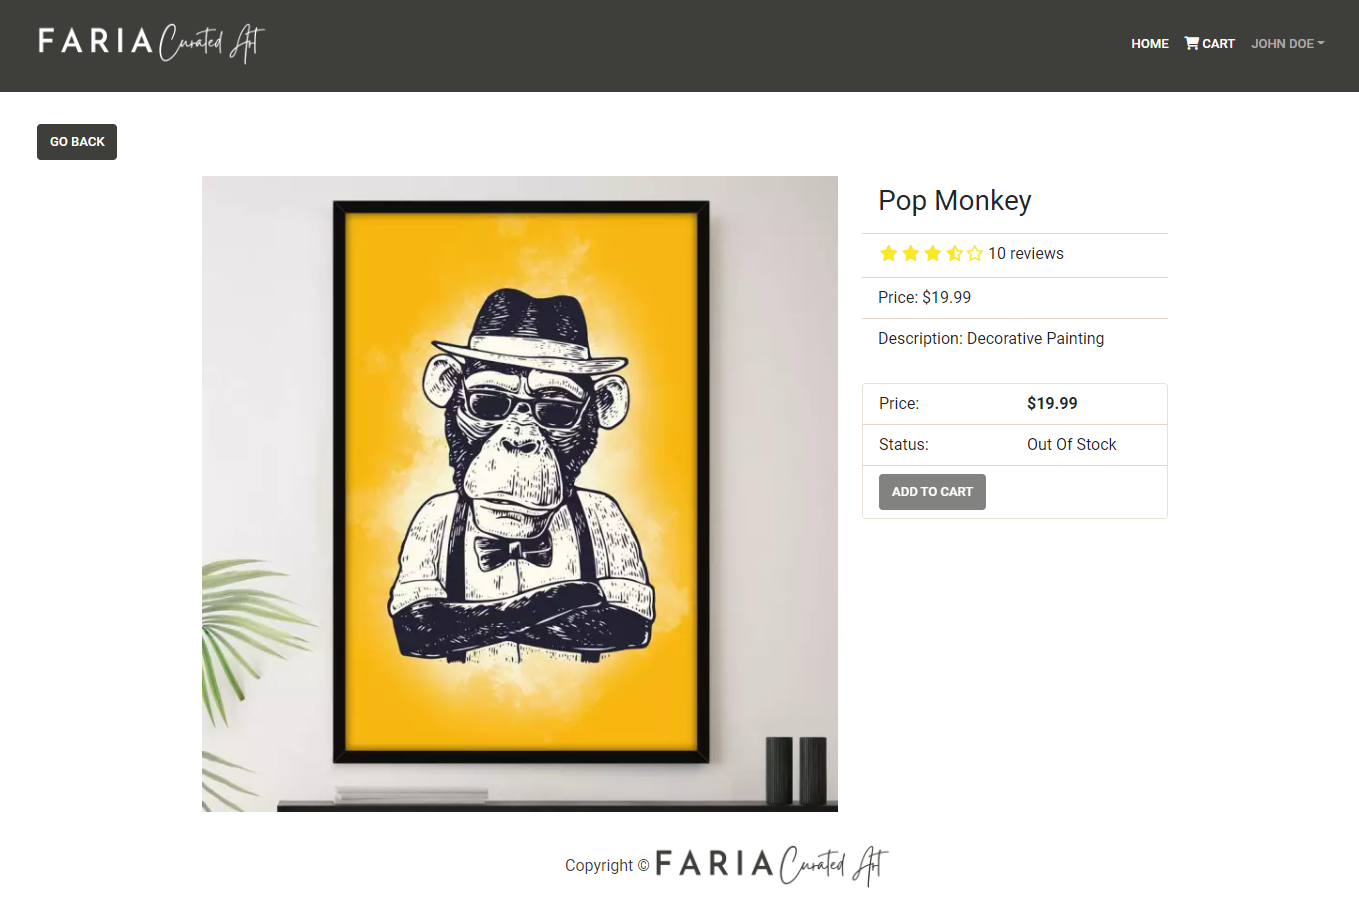 FARIA Curated Art
HOME CART JOHN DOE
GO BACK
Pop Monkey
10 reviews
Price: $19.99
Description: Decorative Painting
Price: $19.99
Status: Out Of Stock
ADD TO CART
Copyright © FARIA Curated Art